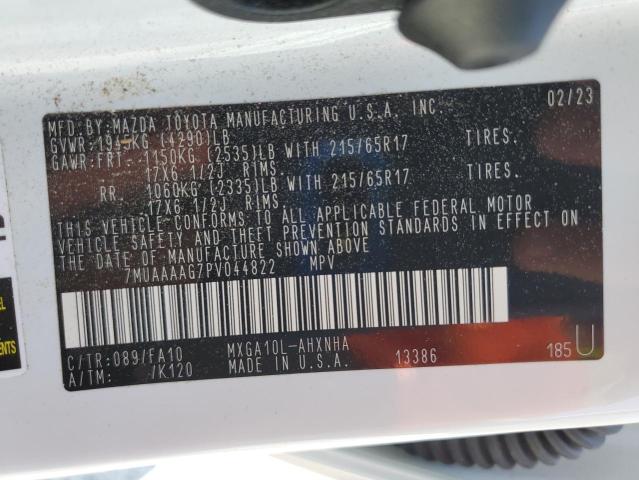 MFD.BY:MAZDA TOYOTA MANUFACTURING U.S.A. INC. 02/23
GVWR:1945KG (4290)LB
GAWR:FRT- 1150KG (2535)LB WITH 215/65R17 TIRES.
17X6 1/2J RIMS,
RR. 1060KG (2335)LB WITH 215/65R17 TIRES.
17X6 1/2J RIMS,
THIS VEHICLE CONFORMS TO ALL APPLICABLE FEDERAL MOTOR
VEHICLE SAFETY AND THEFT PREVENTION STANDARDS IN EFFECT ON
THE DATE OF MANUFACTURE SHOWN ABOVE
7MUAAAAG7PV044822 MPV
C/TR:089/FA10 MXGA10L-AHXNHA
A/TM: /K120 MADE IN U.S.A. 13386 185 U